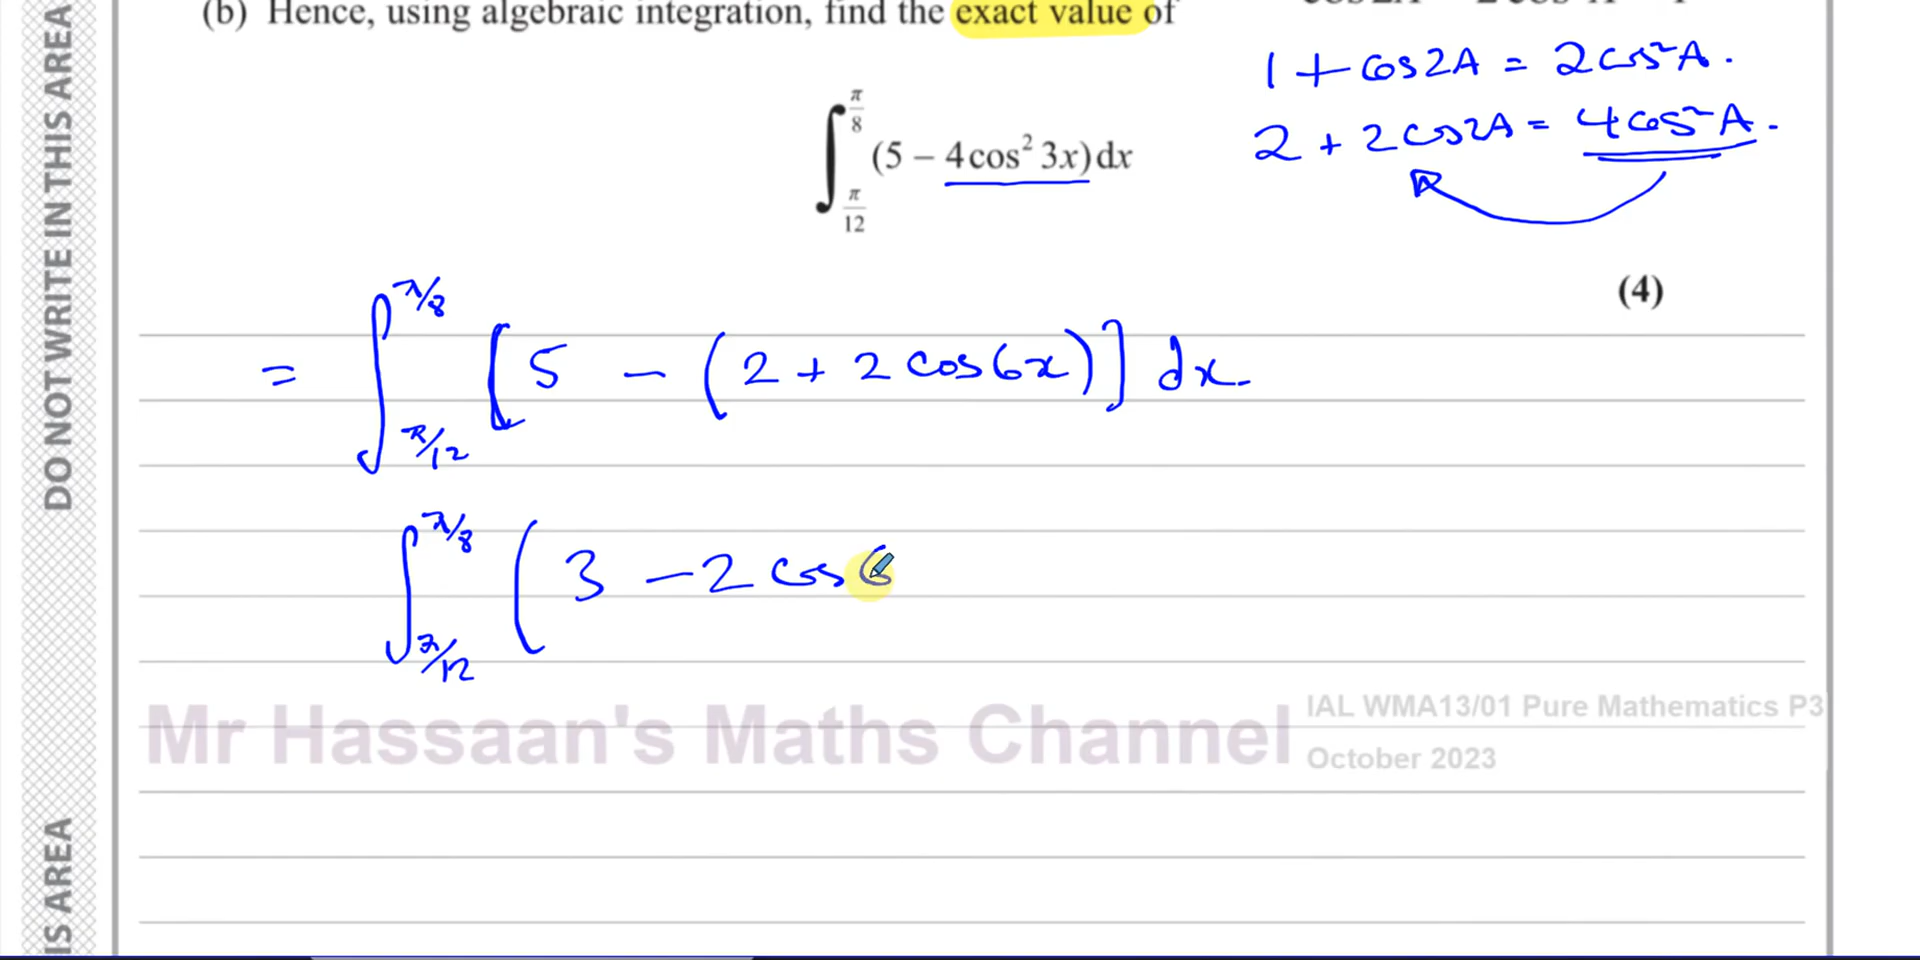 (b) Hence, using algebraic integration, find the exact value of
1 + cos2A = 2cos²A.
2 + 2cos2A = 4cos²A.
∫_{π/12}^{π/8} (5 − 4cos² 3x) dx
(4)
= ∫_{π/12}^{π/8} [5 − (2 + 2cos6x)] dx.
∫_{π/12}^{π/8} (3 − 2cos6
Mr Hassaan's Maths Channel
IAL WMA13/01 Pure Mathematics P3
October 2023
DO NOT WRITE IN THIS AREA
IS AREA